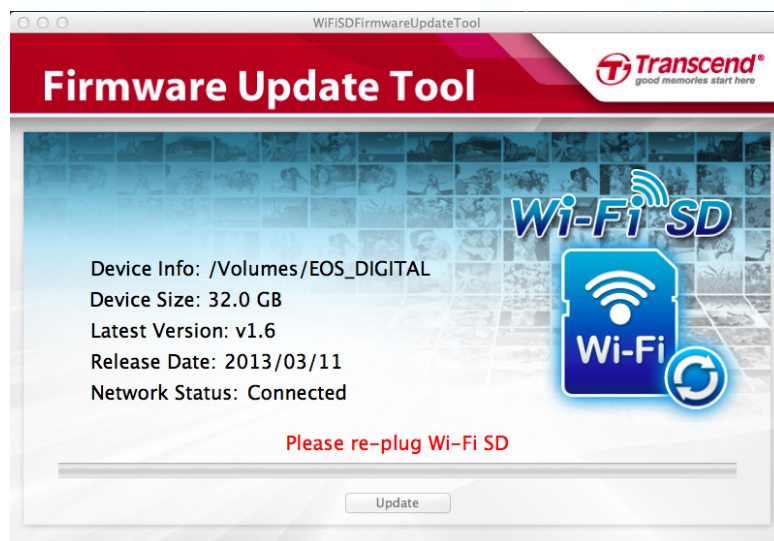 WiFiSDFirmwareUpdateTool
Firmware Update Tool
Transcend®
good memories start here
Wi-Fi SD
Device Info: /Volumes/EOS_DIGITAL
Device Size: 32.0 GB
Latest Version: v1.6
Release Date: 2013/03/11
Network Status: Connected
Wi-Fi
Please re-plug Wi-Fi SD
Update